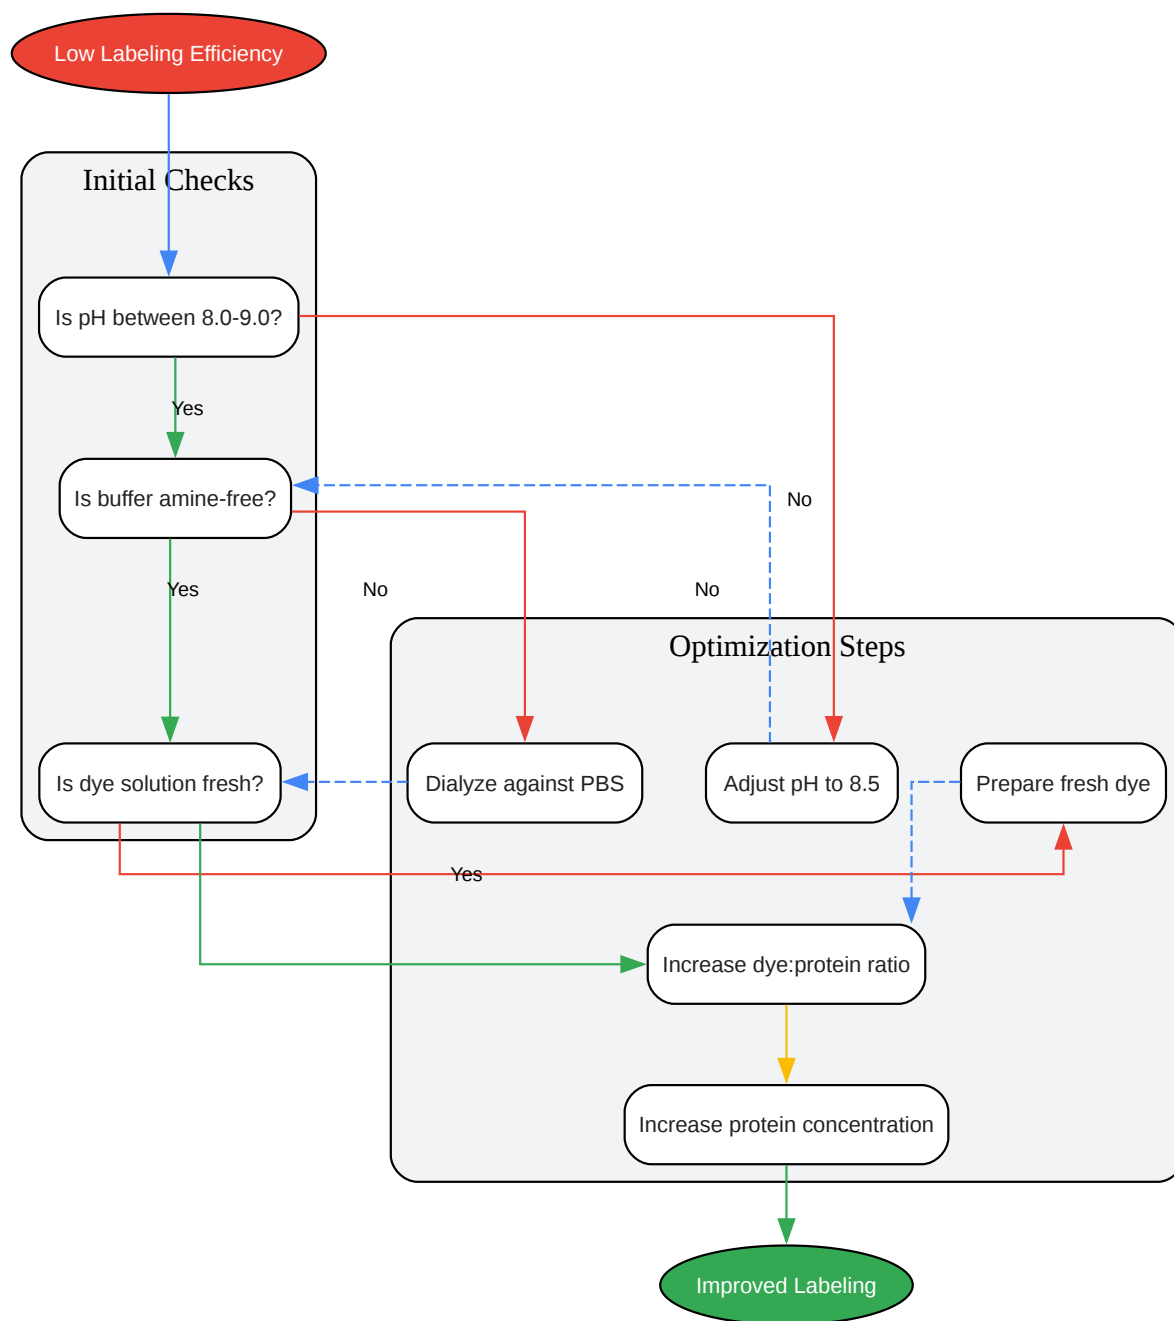 Low Labeling Efficiency
Initial Checks
Is pH between 8.0-9.0?
Yes
Is buffer amine-free?
No
Yes
No
No
Optimization Steps
Is dye solution fresh?
Dialyze against PBS
Adjust pH to 8.5
Prepare fresh dye
Yes
Increase dye:protein ratio
Increase protein concentration
Improved Labeling